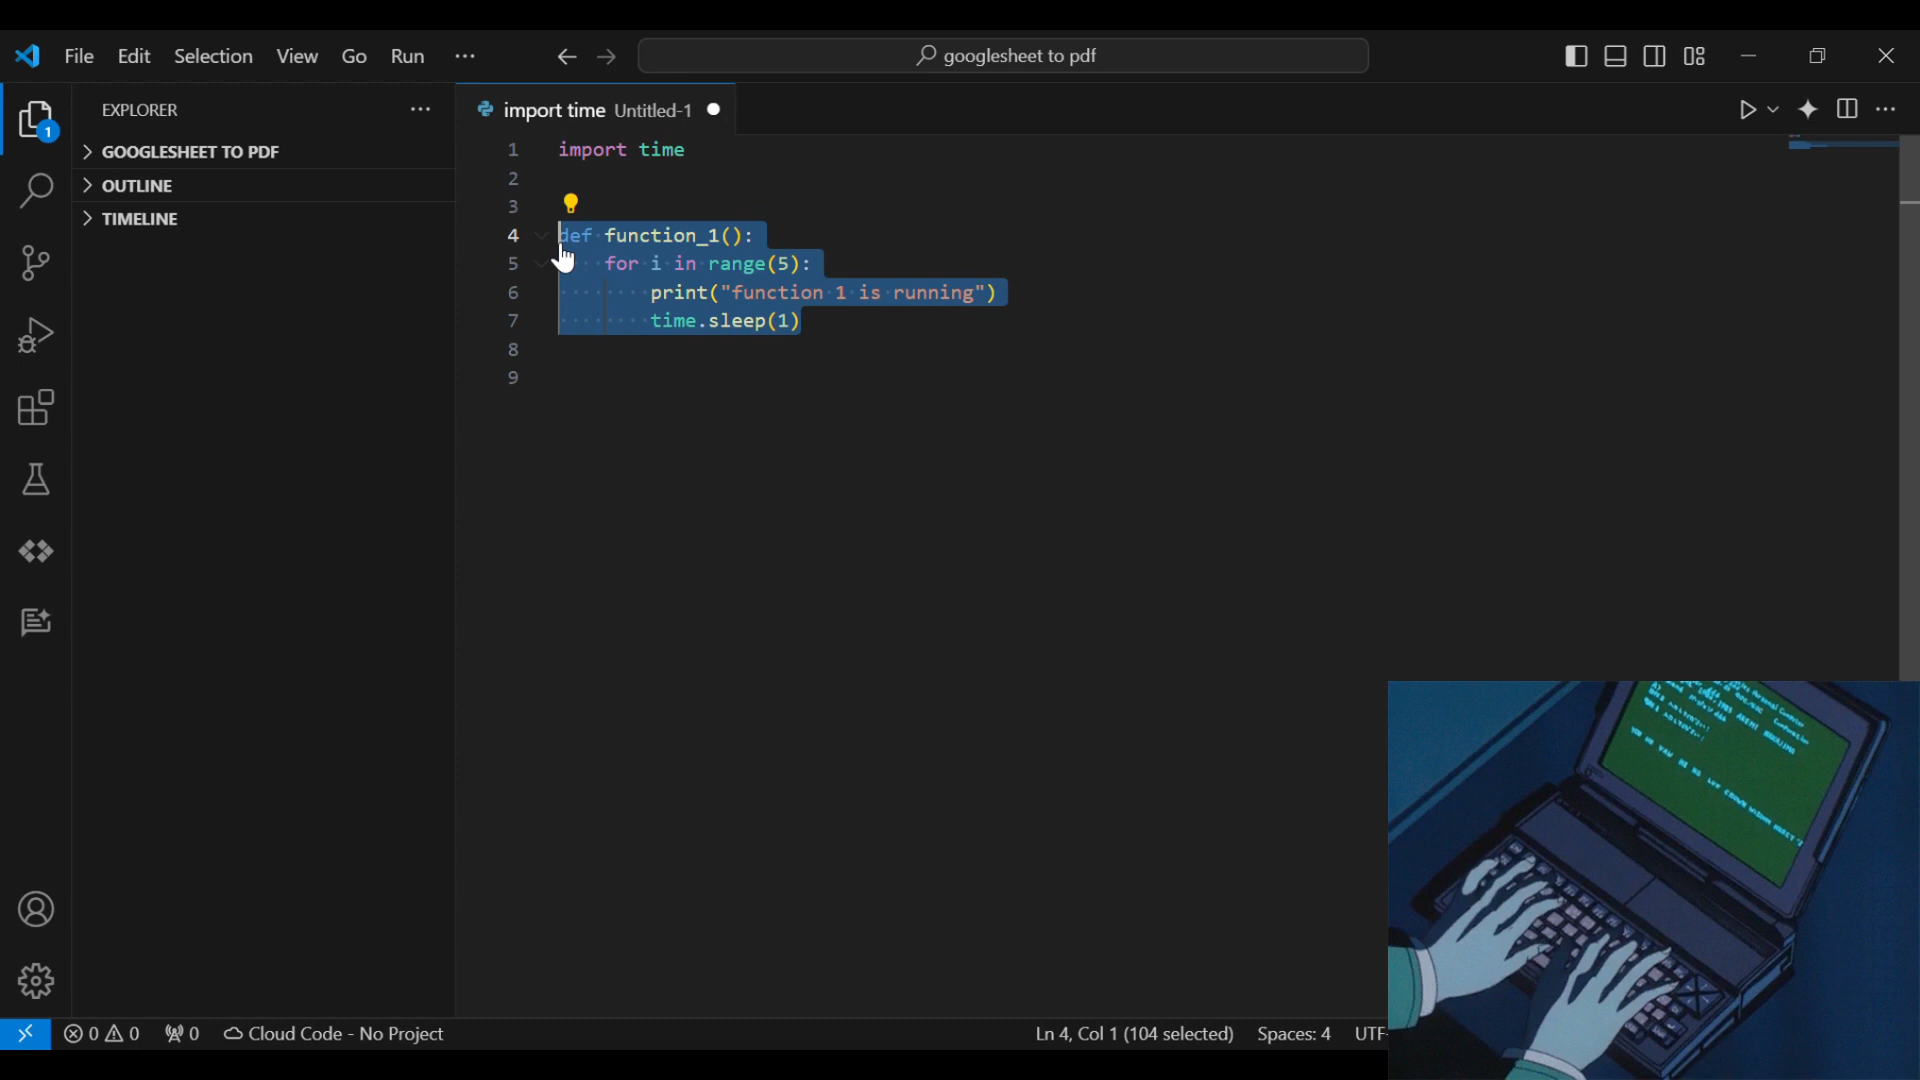 File Edit Selection View Go Run ··· ← → googlesheet to pdf
EXPLORER ···
1
GOOGLESHEET TO PDF
OUTLINE
TIMELINE
import time Untitled-1
1 import time
2
3
4 def function_1():
5 for i in range(5):
6 print("function 1 is running")
7 time.sleep(1)
8
9
0 0 0 Cloud Code - No Project Ln 4, Col 1 (104 selected) Spaces: 4 UTF-